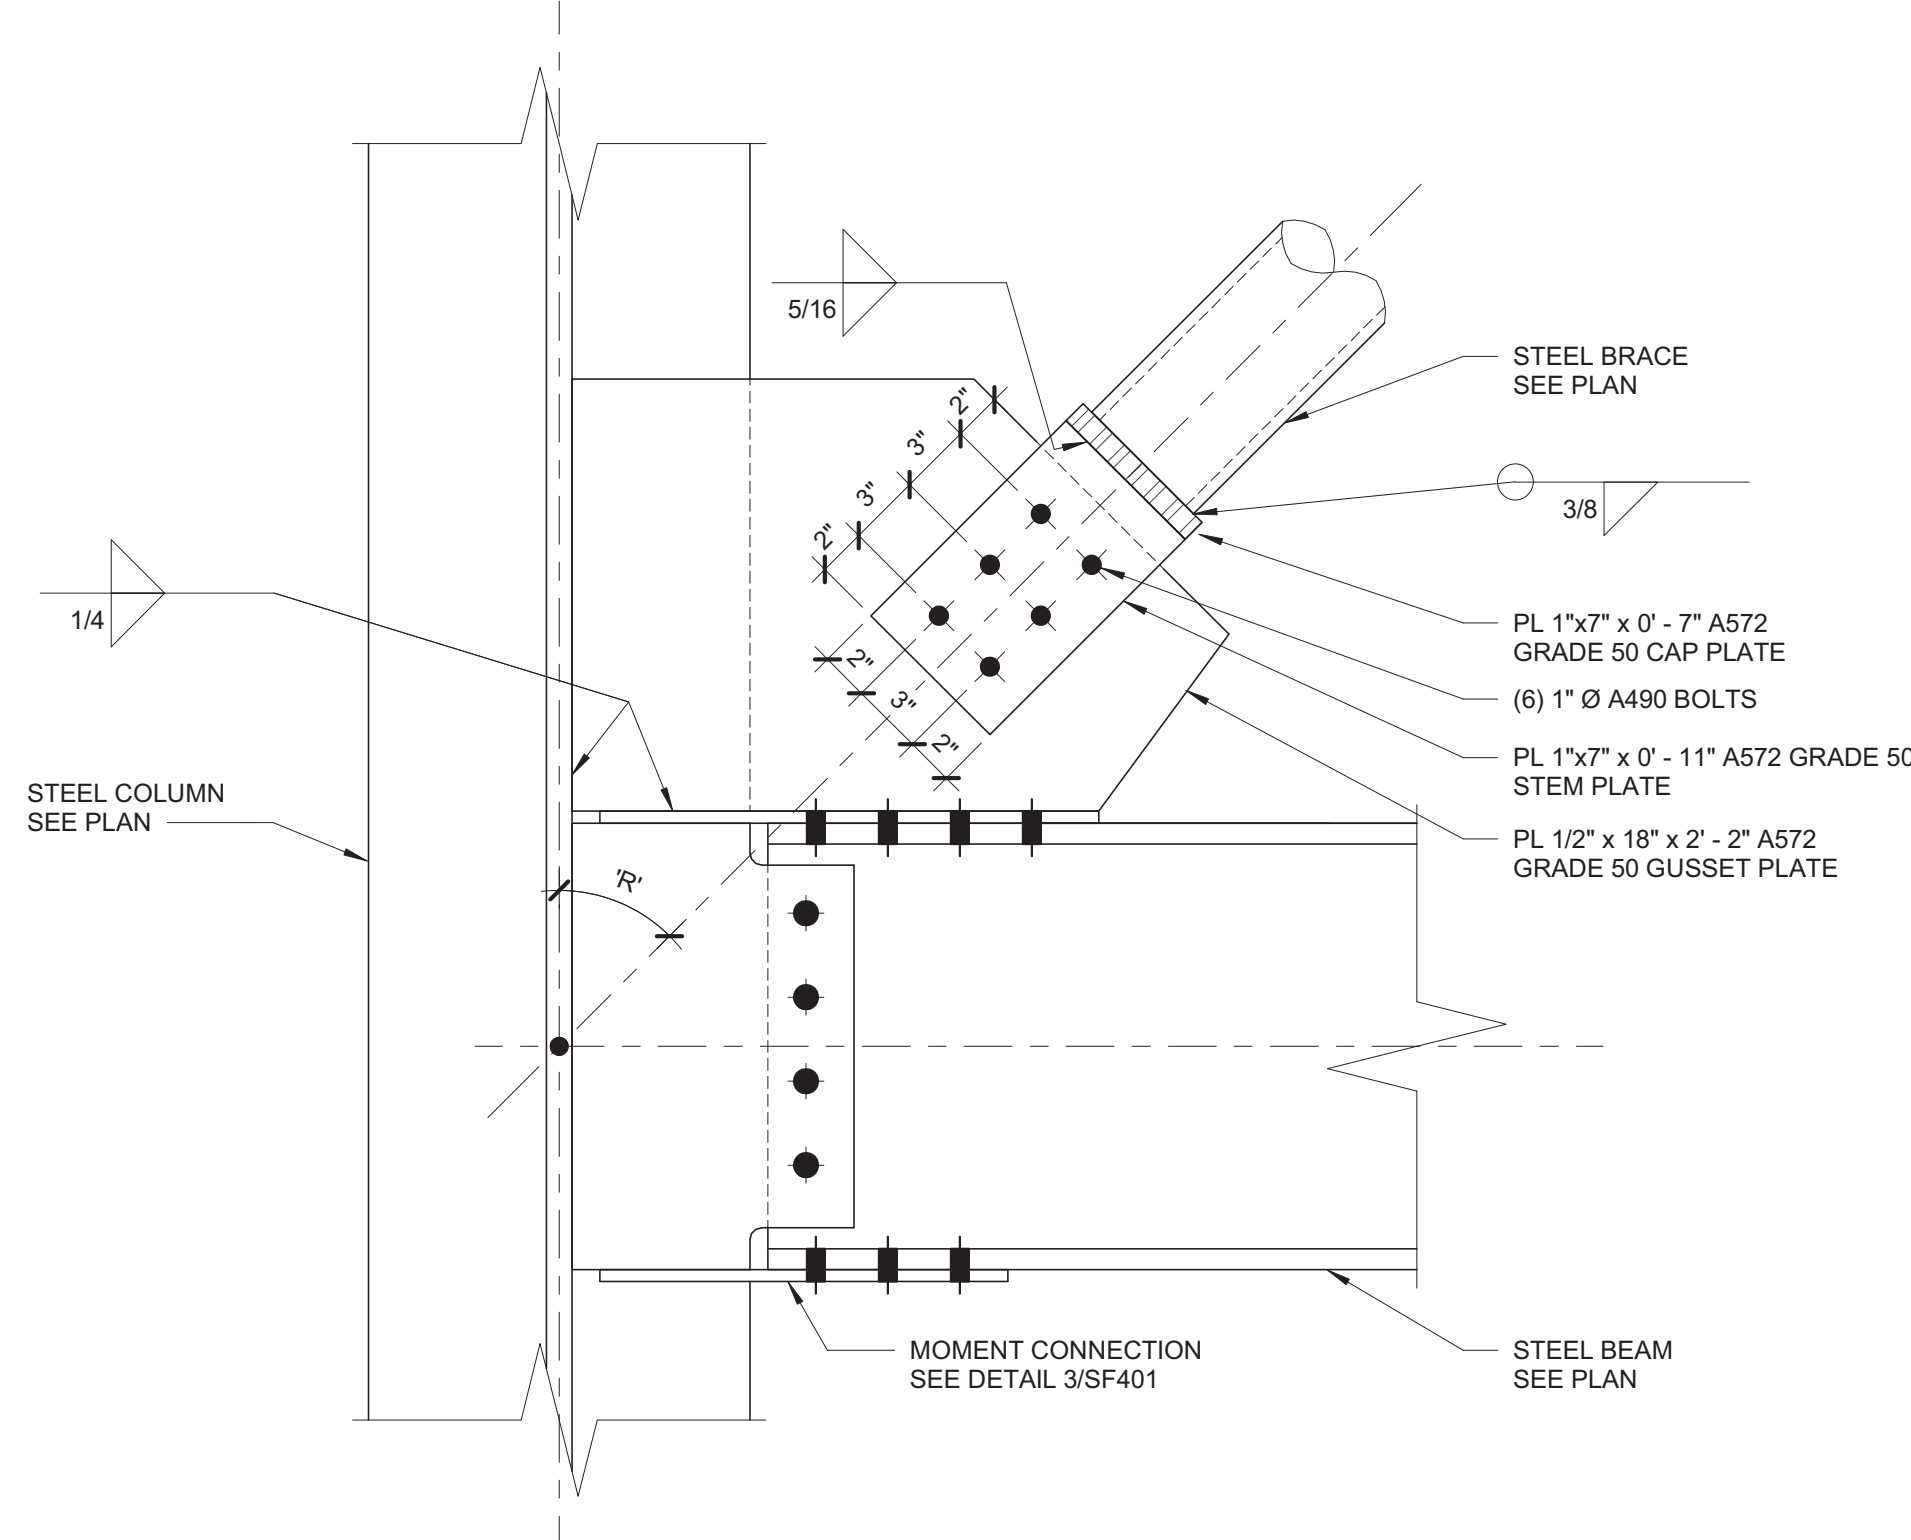 5/16
STEEL BRACE
SEE PLAN
2"
3"
3"
2"
3/8
1/4
PL 1"x7" x 0' - 7" A572
GRADE 50 CAP PLATE
2"
3"
2"
(6) 1" Ø A490 BOLTS
PL 1"x7" x 0' - 11" A572 GRADE 50
STEM PLATE
STEEL COLUMN
SEE PLAN
PL 1/2" x 18" x 2' - 2" A572
GRADE 50 GUSSET PLATE
'R'
MOMENT CONNECTION
SEE DETAIL 3/SF401
STEEL BEAM
SEE PLAN